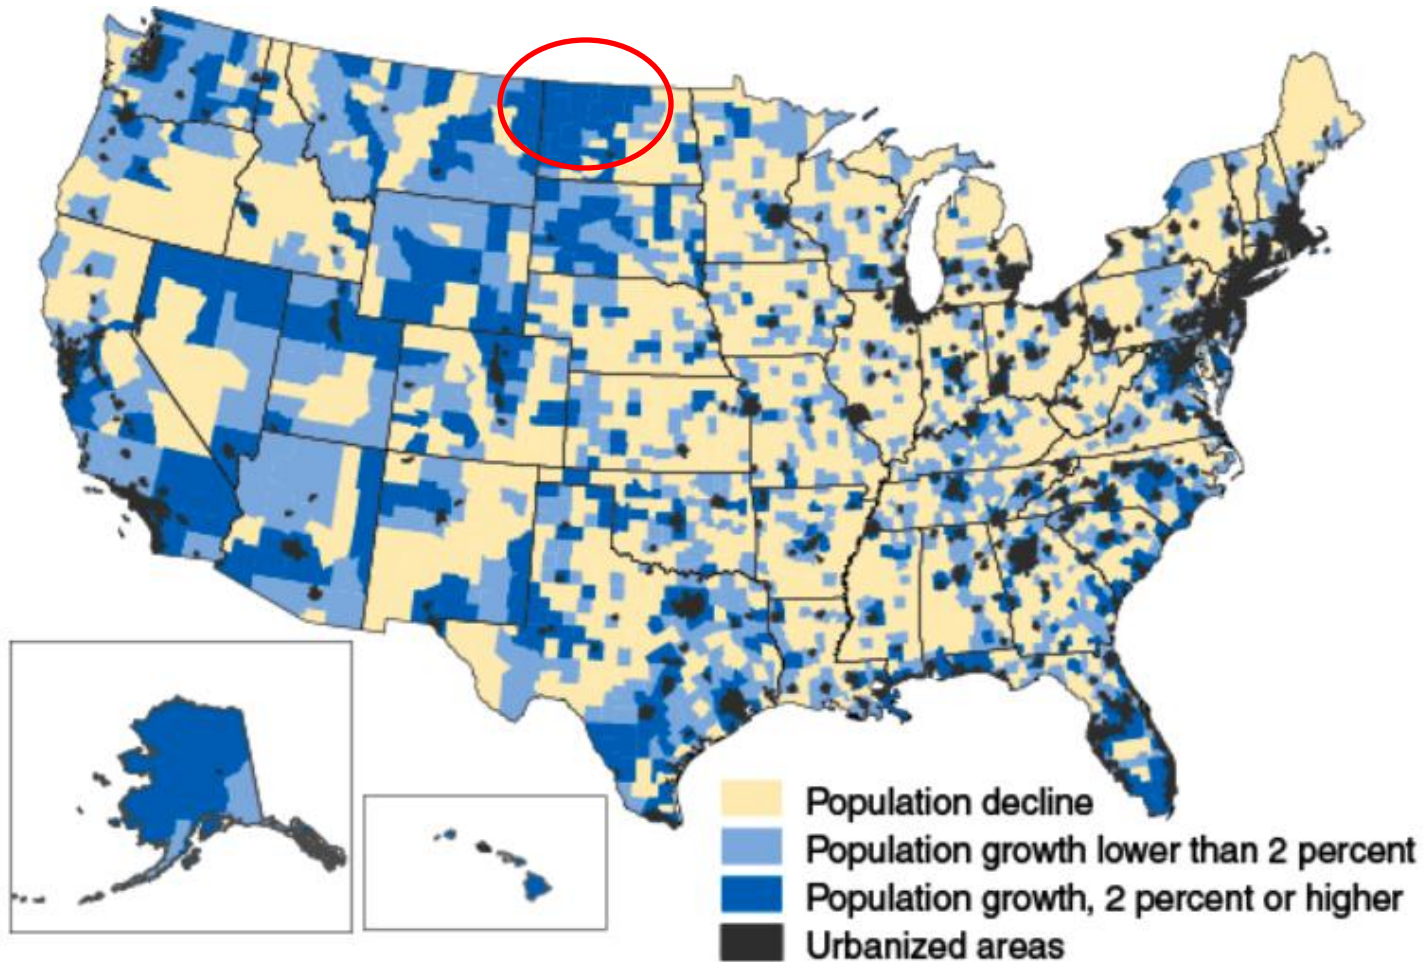 Population decline
Population growth lower than 2 percent
Population growth, 2 percent or higher
Urbanized areas